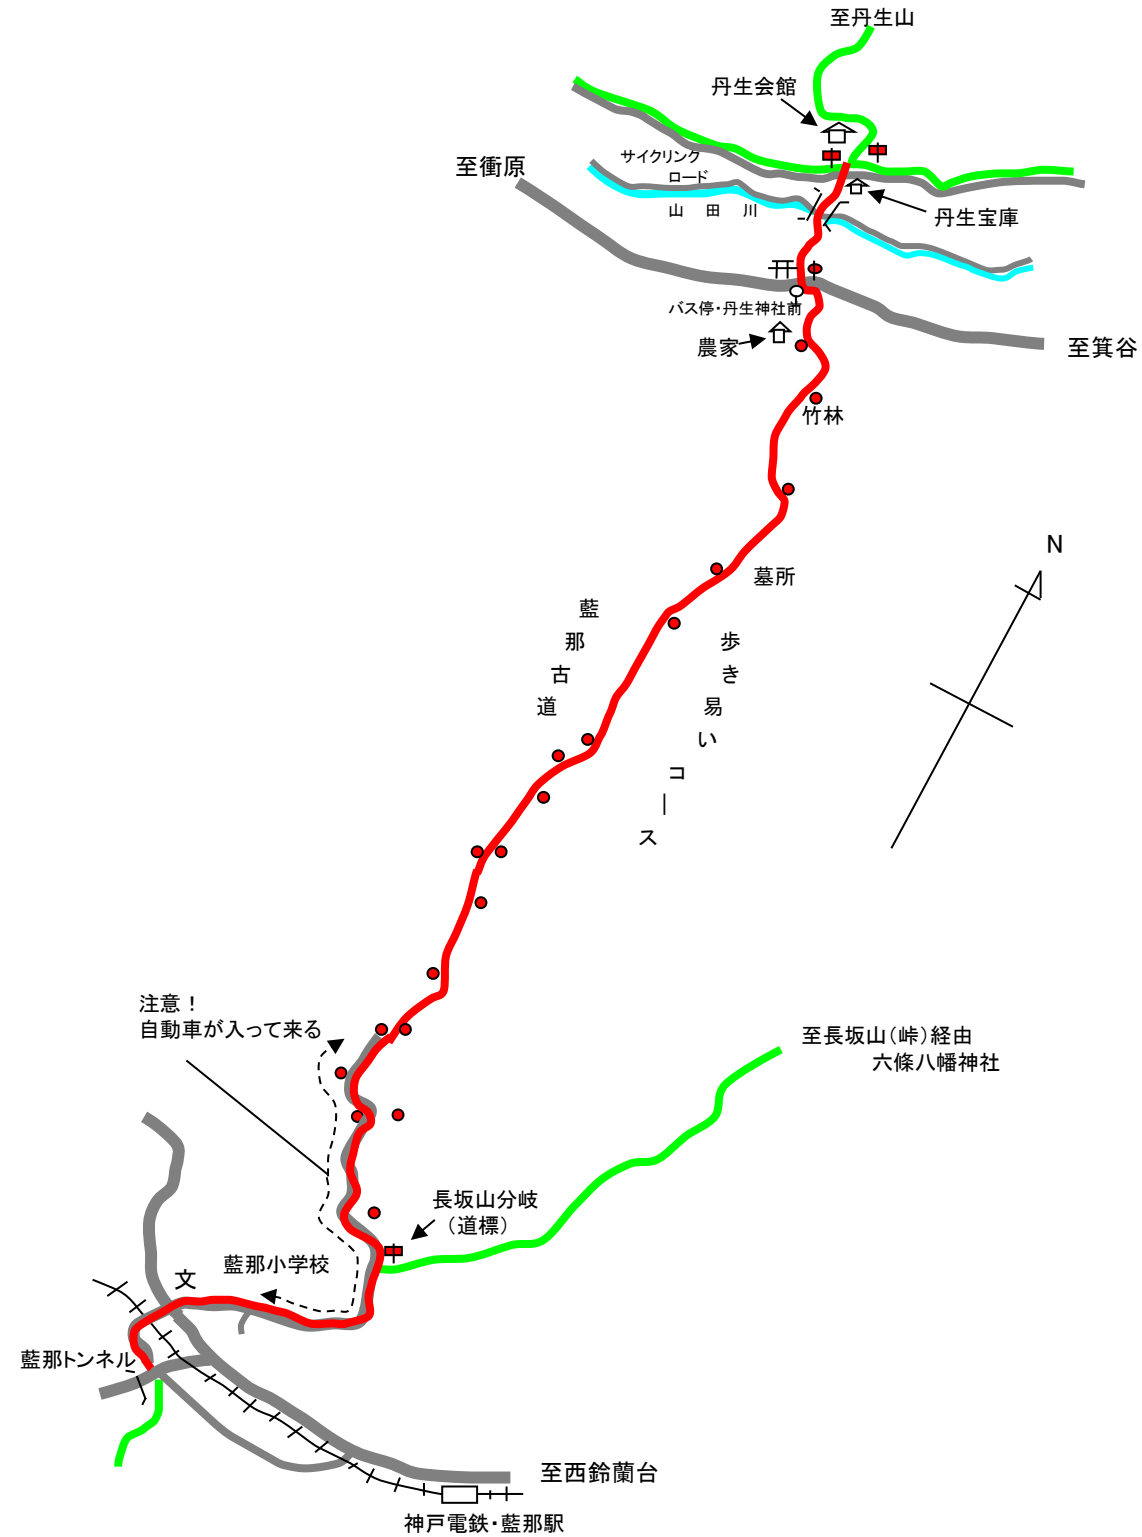 至丹生山
丹生会館
サイクリング
ロード
至衝原
山 田 川
丹生宝庫
バス停・丹生神社前
農家
至箕谷
竹林
N
墓所
藍那古道
歩き易いコース
注意！
自動車が入って来る
至長坂山（峠）経由
六條八幡神社
長坂山分岐
（道標）
藍那小学校
文
藍那トンネル
至西鈴蘭台
神戸電鉄・藍那駅